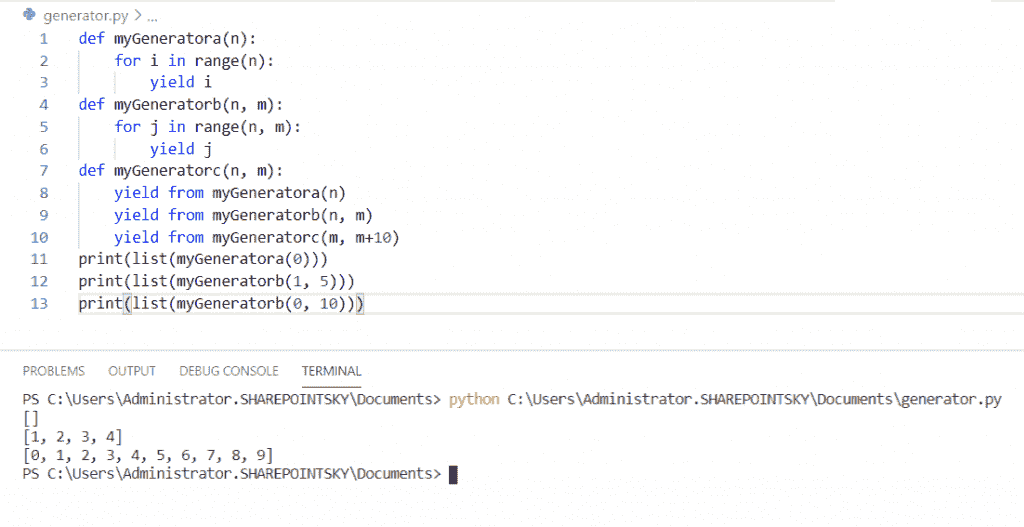 generator.py > ...
1 def myGeneratora(n):
2     for i in range(n):
3         yield i
4 def myGeneratorb(n, m):
5     for j in range(n, m):
6         yield j
7 def myGeneratorc(n, m):
8     yield from myGeneratora(n)
9     yield from myGeneratorb(n, m)
10     yield from myGeneratorc(m, m+10)
11 print(list(myGeneratora(0)))
12 print(list(myGeneratorb(1, 5)))
13 print(list(myGeneratorb(0, 10)))
PROBLEMS OUTPUT DEBUG CONSOLE TERMINAL
PS C:\Users\Administrator.SHAREPOINTSKY\Documents> python C:\Users\Administrator.SHAREPOINTSKY\Documents\generator.py
[]
[1, 2, 3, 4]
[0, 1, 2, 3, 4, 5, 6, 7, 8, 9]
PS C:\Users\Administrator.SHAREPOINTSKY\Documents>